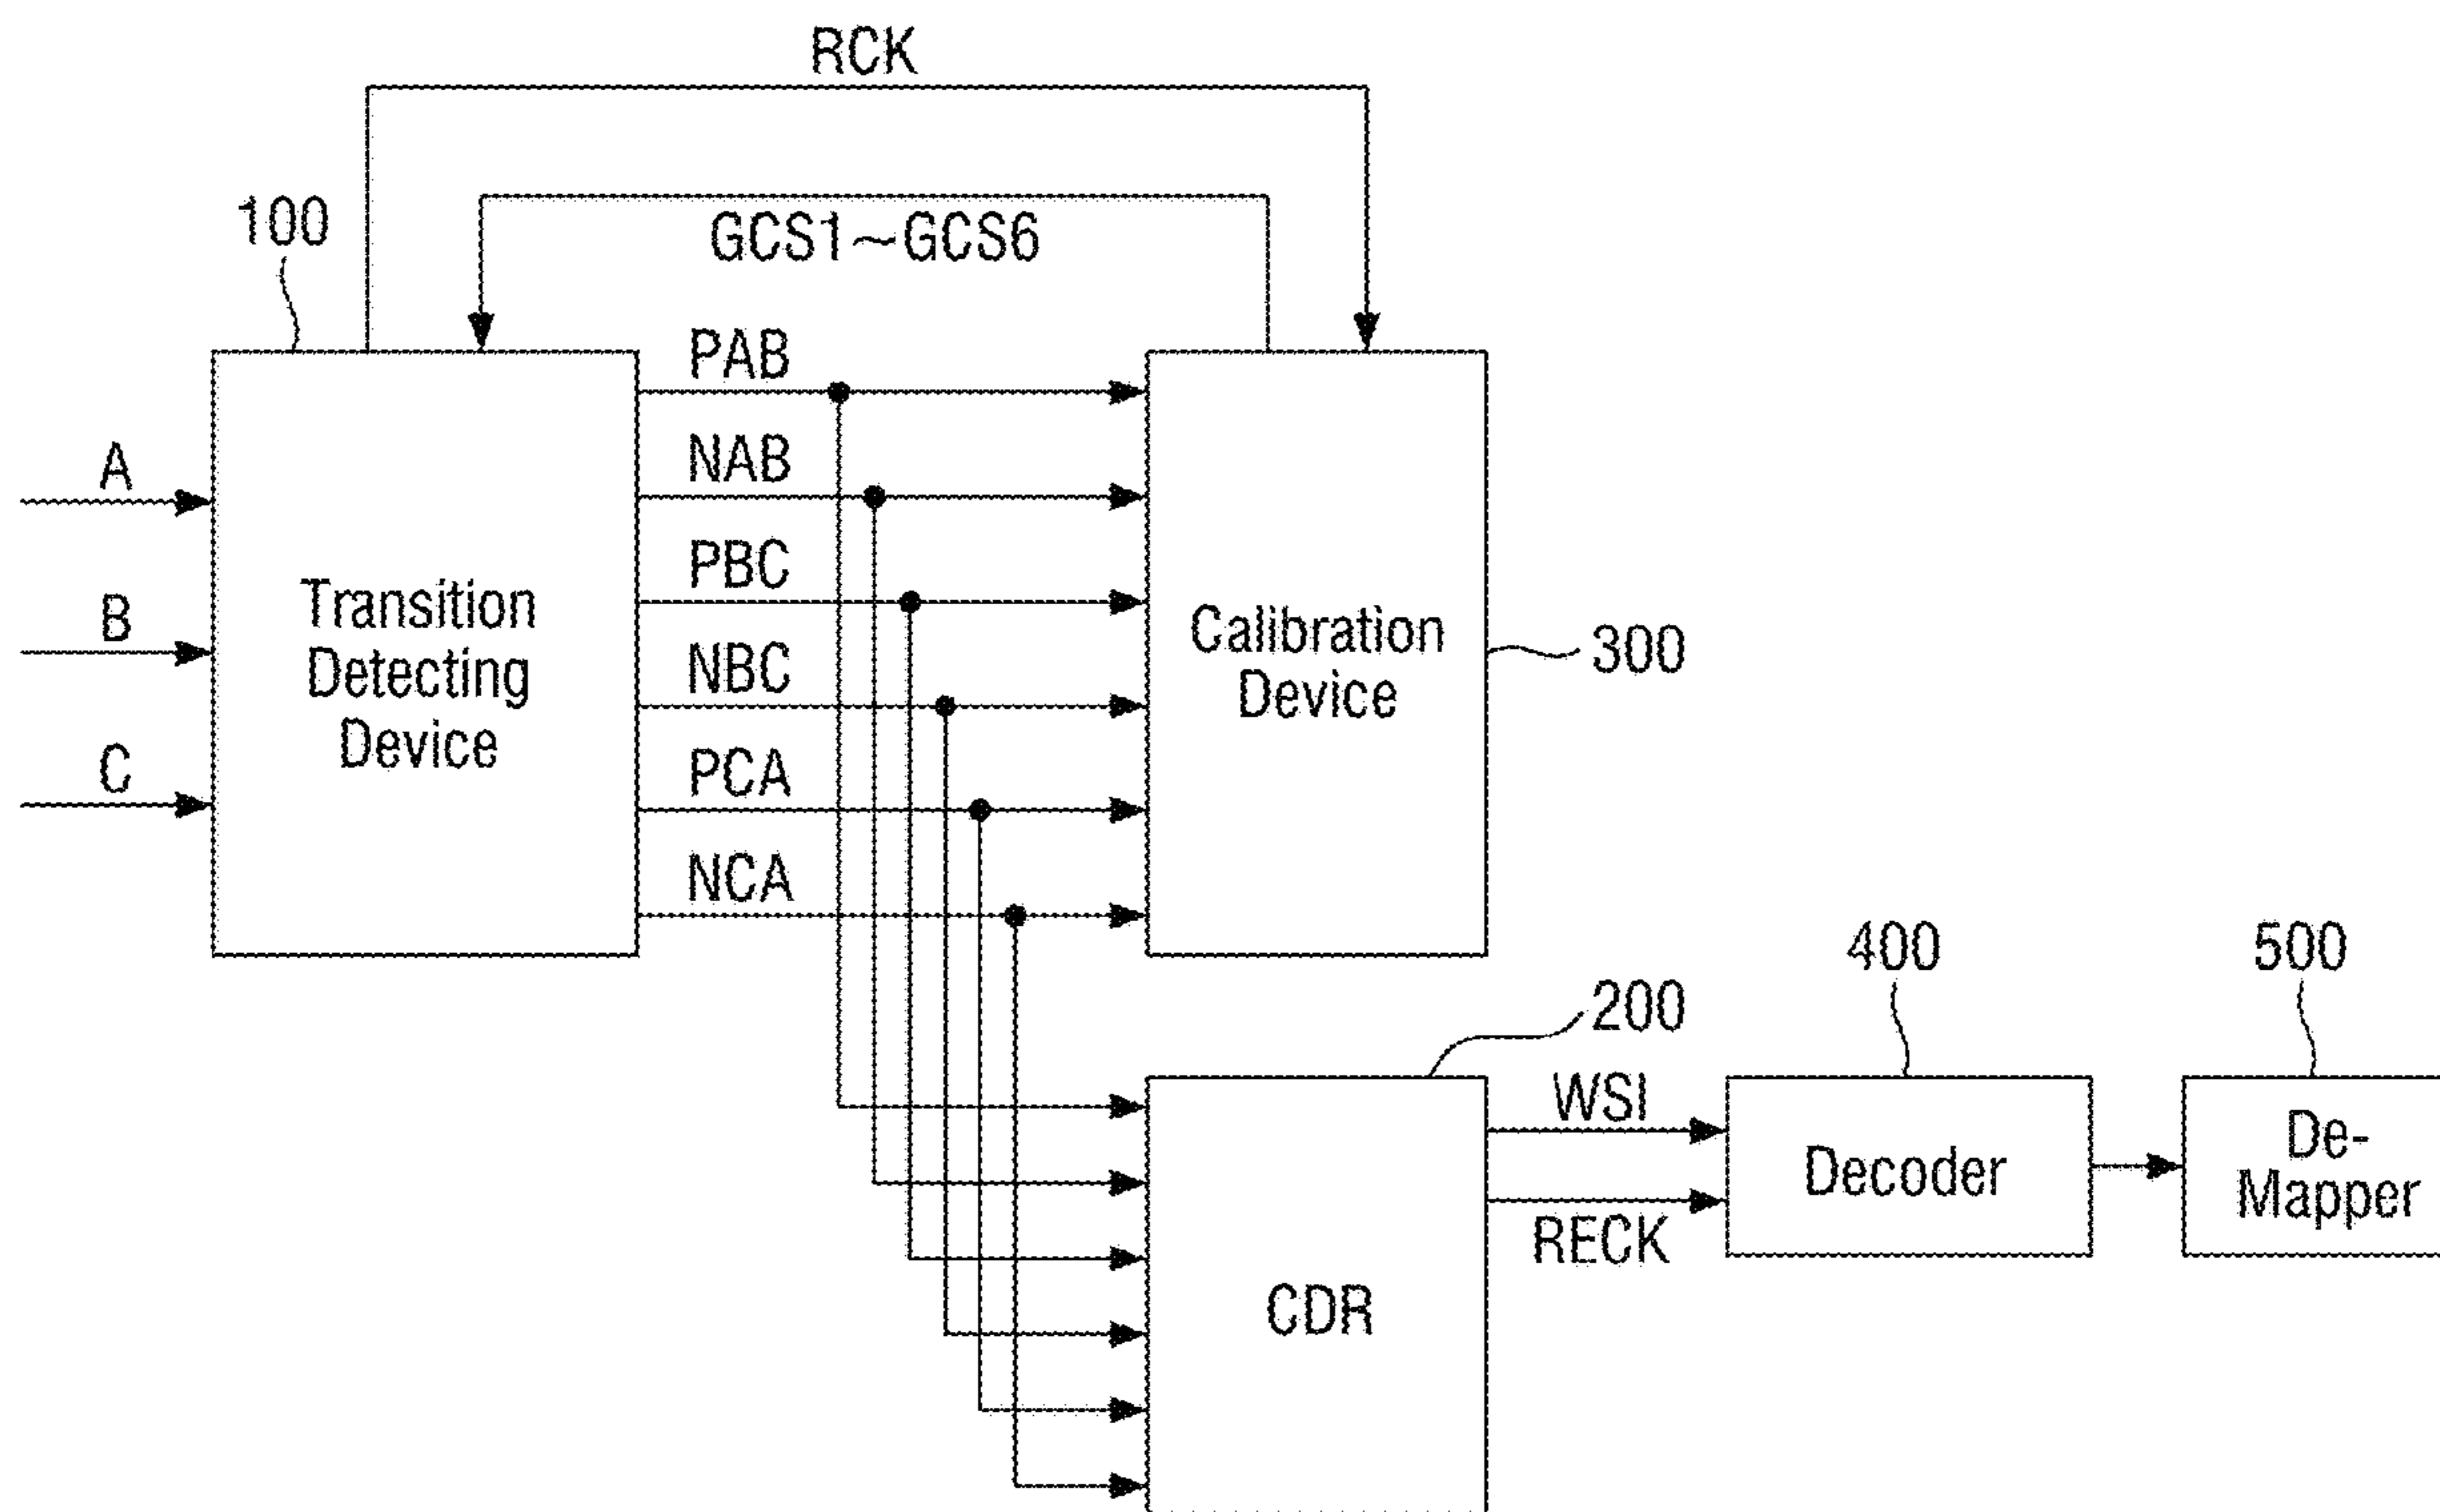 RCK
GCS1~GCS6
100
PAB
NAB
PBC
NBC
PCA
NCA
A
B
C
Transition
Detecting
Device
Calibration
Device
300
200
400
500
WSI
RECK
Decoder
De-
Mapper
CDR